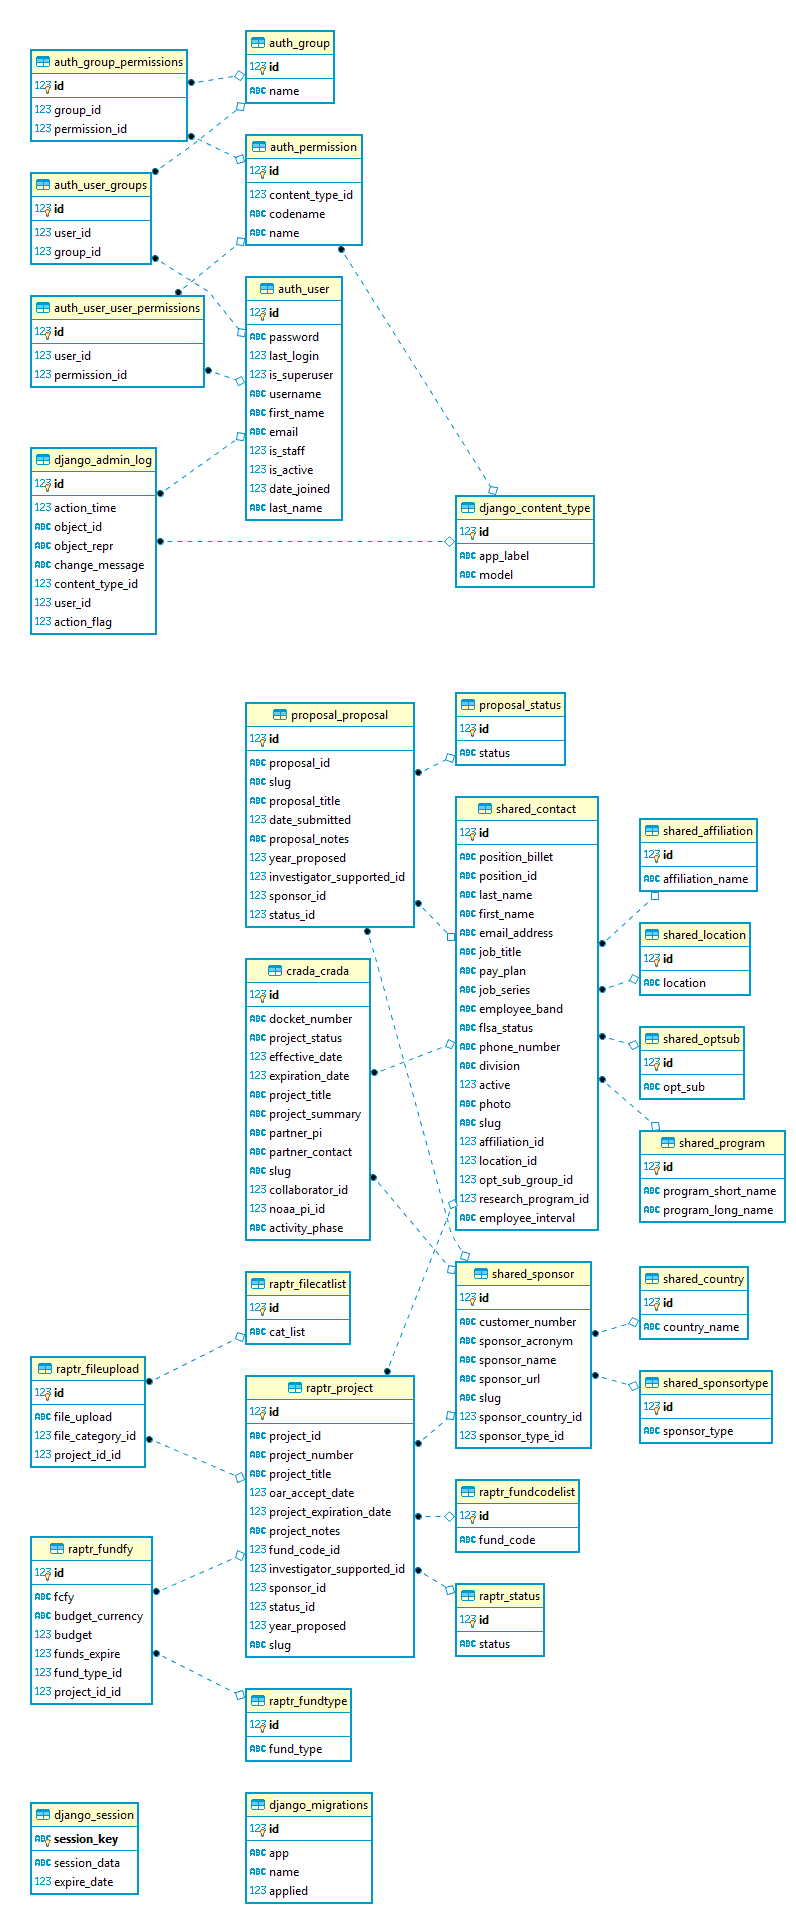 auth_group_permissions
123 id
123 group_id
123 permission_id
auth_group
123 id
ABC name
auth_permission
123 id
123 content_type_id
ABC codename
ABC name
auth_user_groups
123 id
123 user_id
123 group_id
auth_user_user_permissions
123 id
123 user_id
123 permission_id
auth_user
123 id
ABC password
123 last_login
123 is_superuser
ABC username
ABC first_name
ABC email
123 is_staff
123 is_active
123 date_joined
ABC last_name
django_admin_log
123 id
123 action_time
ABC object_id
ABC object_repr
ABC change_message
123 content_type_id
123 user_id
123 action_flag
django_content_type
123 id
ABC app_label
ABC model
proposal_proposal
123 id
ABC proposal_id
ABC slug
ABC proposal_title
123 date_submitted
ABC proposal_notes
123 year_proposed
123 investigator_supported_id
123 sponsor_id
123 status_id
proposal_status
123 id
ABC status
shared_contact
123 id
ABC position_billet
ABC position_id
ABC last_name
ABC first_name
ABC email_address
ABC job_title
ABC pay_plan
ABC job_series
ABC employee_band
ABC flsa_status
ABC phone_number
ABC division
123 active
ABC photo
ABC slug
123 affiliation_id
123 location_id
123 opt_sub_group_id
123 research_program_id
ABC employee_interval
shared_affiliation
123 id
ABC affiliation_name
shared_location
123 id
ABC location
shared_optsub
123 id
ABC opt_sub
shared_program
123 id
ABC program_short_name
ABC program_long_name
crada_crada
123 id
ABC docket_number
ABC project_status
123 effective_date
123 expiration_date
ABC project_title
ABC project_summary
ABC partner_pi
ABC partner_contact
ABC slug
123 collaborator_id
123 noaa_pi_id
ABC activity_phase
shared_sponsor
123 id
ABC customer_number
ABC sponsor_acronym
ABC sponsor_name
ABC sponsor_url
ABC slug
123 sponsor_country_id
123 sponsor_type_id
shared_country
123 id
ABC country_name
shared_sponsortype
123 id
ABC sponsor_type
raptr_filecatlist
123 id
ABC cat_list
raptr_fileupload
123 id
ABC file_upload
123 file_category_id
123 project_id_id
raptr_project
123 id
ABC project_id
ABC project_number
ABC project_title
123 oar_accept_date
123 project_expiration_date
ABC project_notes
123 fund_code_id
123 investigator_supported_id
123 sponsor_id
123 status_id
123 year_proposed
ABC slug
raptr_fundcodelist
123 id
ABC fund_code
raptr_status
123 id
ABC status
raptr_fundfy
123 id
ABC fcfy
ABC budget_currency
123 budget
123 funds_expire
123 fund_type_id
123 project_id_id
raptr_fundtype
123 id
ABC fund_type
django_session
ABC session_key
ABC session_data
123 expire_date
django_migrations
123 id
ABC app
ABC name
123 applied